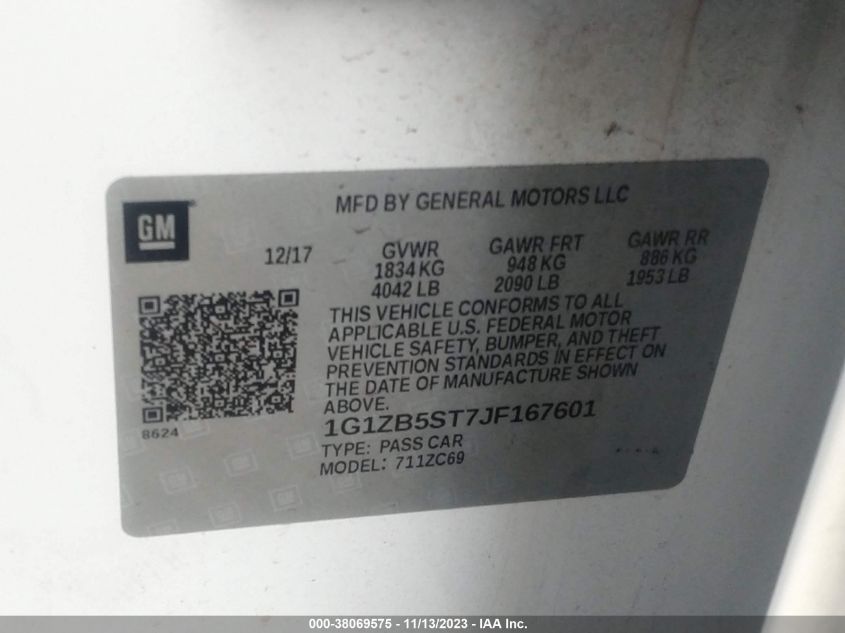 MFD BY GENERAL MOTORS LLC
GM
12/17 GVWR GAWR FRT GAWR RR
1834 KG 948 KG 886 KG
4042 LB 2090 LB 1953 LB
THIS VEHICLE CONFORMS TO ALL
APPLICABLE U.S. FEDERAL MOTOR
VEHICLE SAFETY, BUMPER, AND THEFT
PREVENTION STANDARDS IN EFFECT ON
THE DATE OF MANUFACTURE SHOWN
ABOVE.
8624
1G1ZB5ST7JF167601
TYPE: PASS CAR
MODEL: 711ZC69
000-38069575 - 11/13/2023 - IAA Inc.